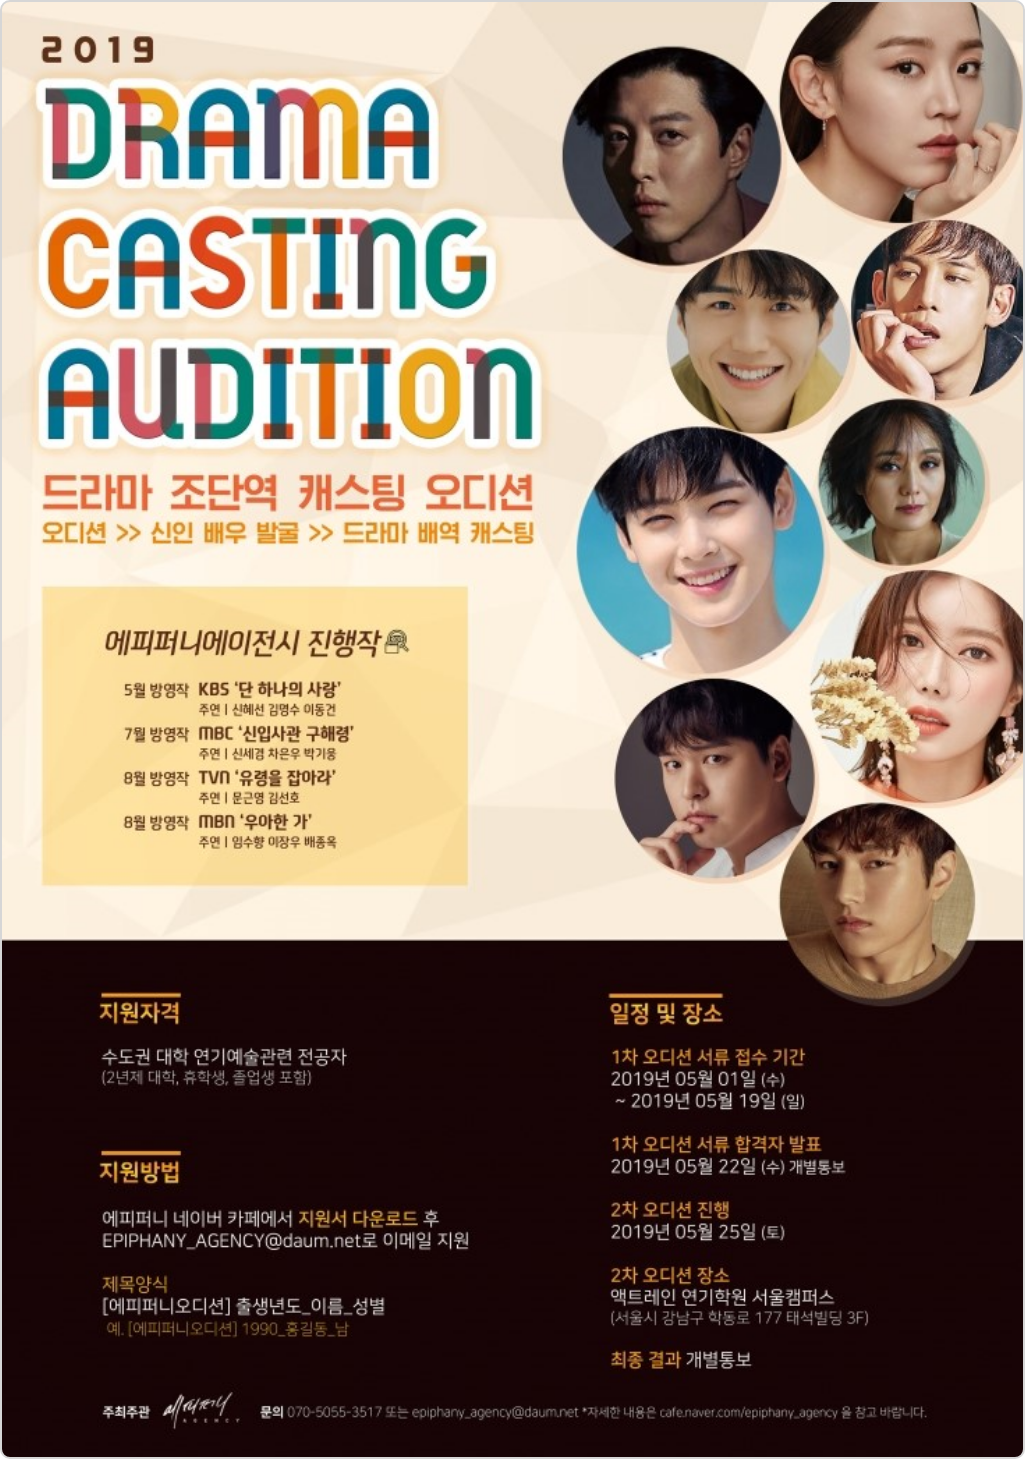 2019
DRAMA
CASTING
AUDITION
드라마 조단역 캐스팅 오디션
오디션 >> 신인 배우 발굴 >> 드라마 배역 캐스팅
에피퍼니에이전시 진행작
5월 방영작 KBS ‘단 하나의 사랑’
주연 | 신혜선 김명수 이동건
7월 방영작 MBC ‘신입사관 구해령’
주연 | 신세경 차은우 박기웅
8월 방영작 TVN ‘유령을 잡아라’
주연 | 문근영 김선호
8월 방영작 MBN ‘우아한 가’
주연 | 임수향 이장우 배종옥
지원자격
수도권 대학 연기예술관련 전공자
(2년제 대학, 휴학생, 졸업생 포함)
지원방법
에피퍼니 네이버 카페에서 지원서 다운로드 후
EPIPHANY_AGENCY@daum.net로 이메일 지원
제목양식
[에피퍼니오디션] 출생년도_이름_성별
예. [에피퍼니오디션] 1990_홍길동_남
일정 및 장소
1차 오디션 서류 접수 기간
2019년 05월 01일 (수)
~ 2019년 05월 19일 (일)
1차 오디션 서류 합격자 발표
2019년 05월 22일 (수) 개별통보
2차 오디션 진행
2019년 05월 25일 (토)
2차 오디션 장소
액트레인 연기학원 서울캠퍼스
(서울시 강남구 학동로 177 태석빌딩 3F)
최종 결과 개별통보
주최주관 에피퍼니 AGENCY 문의 070-5055-3517 또는 epiphany_agency@daum.net *자세한 내용은 cafe.naver.com/epiphany_agency 을 참고 바랍니다.